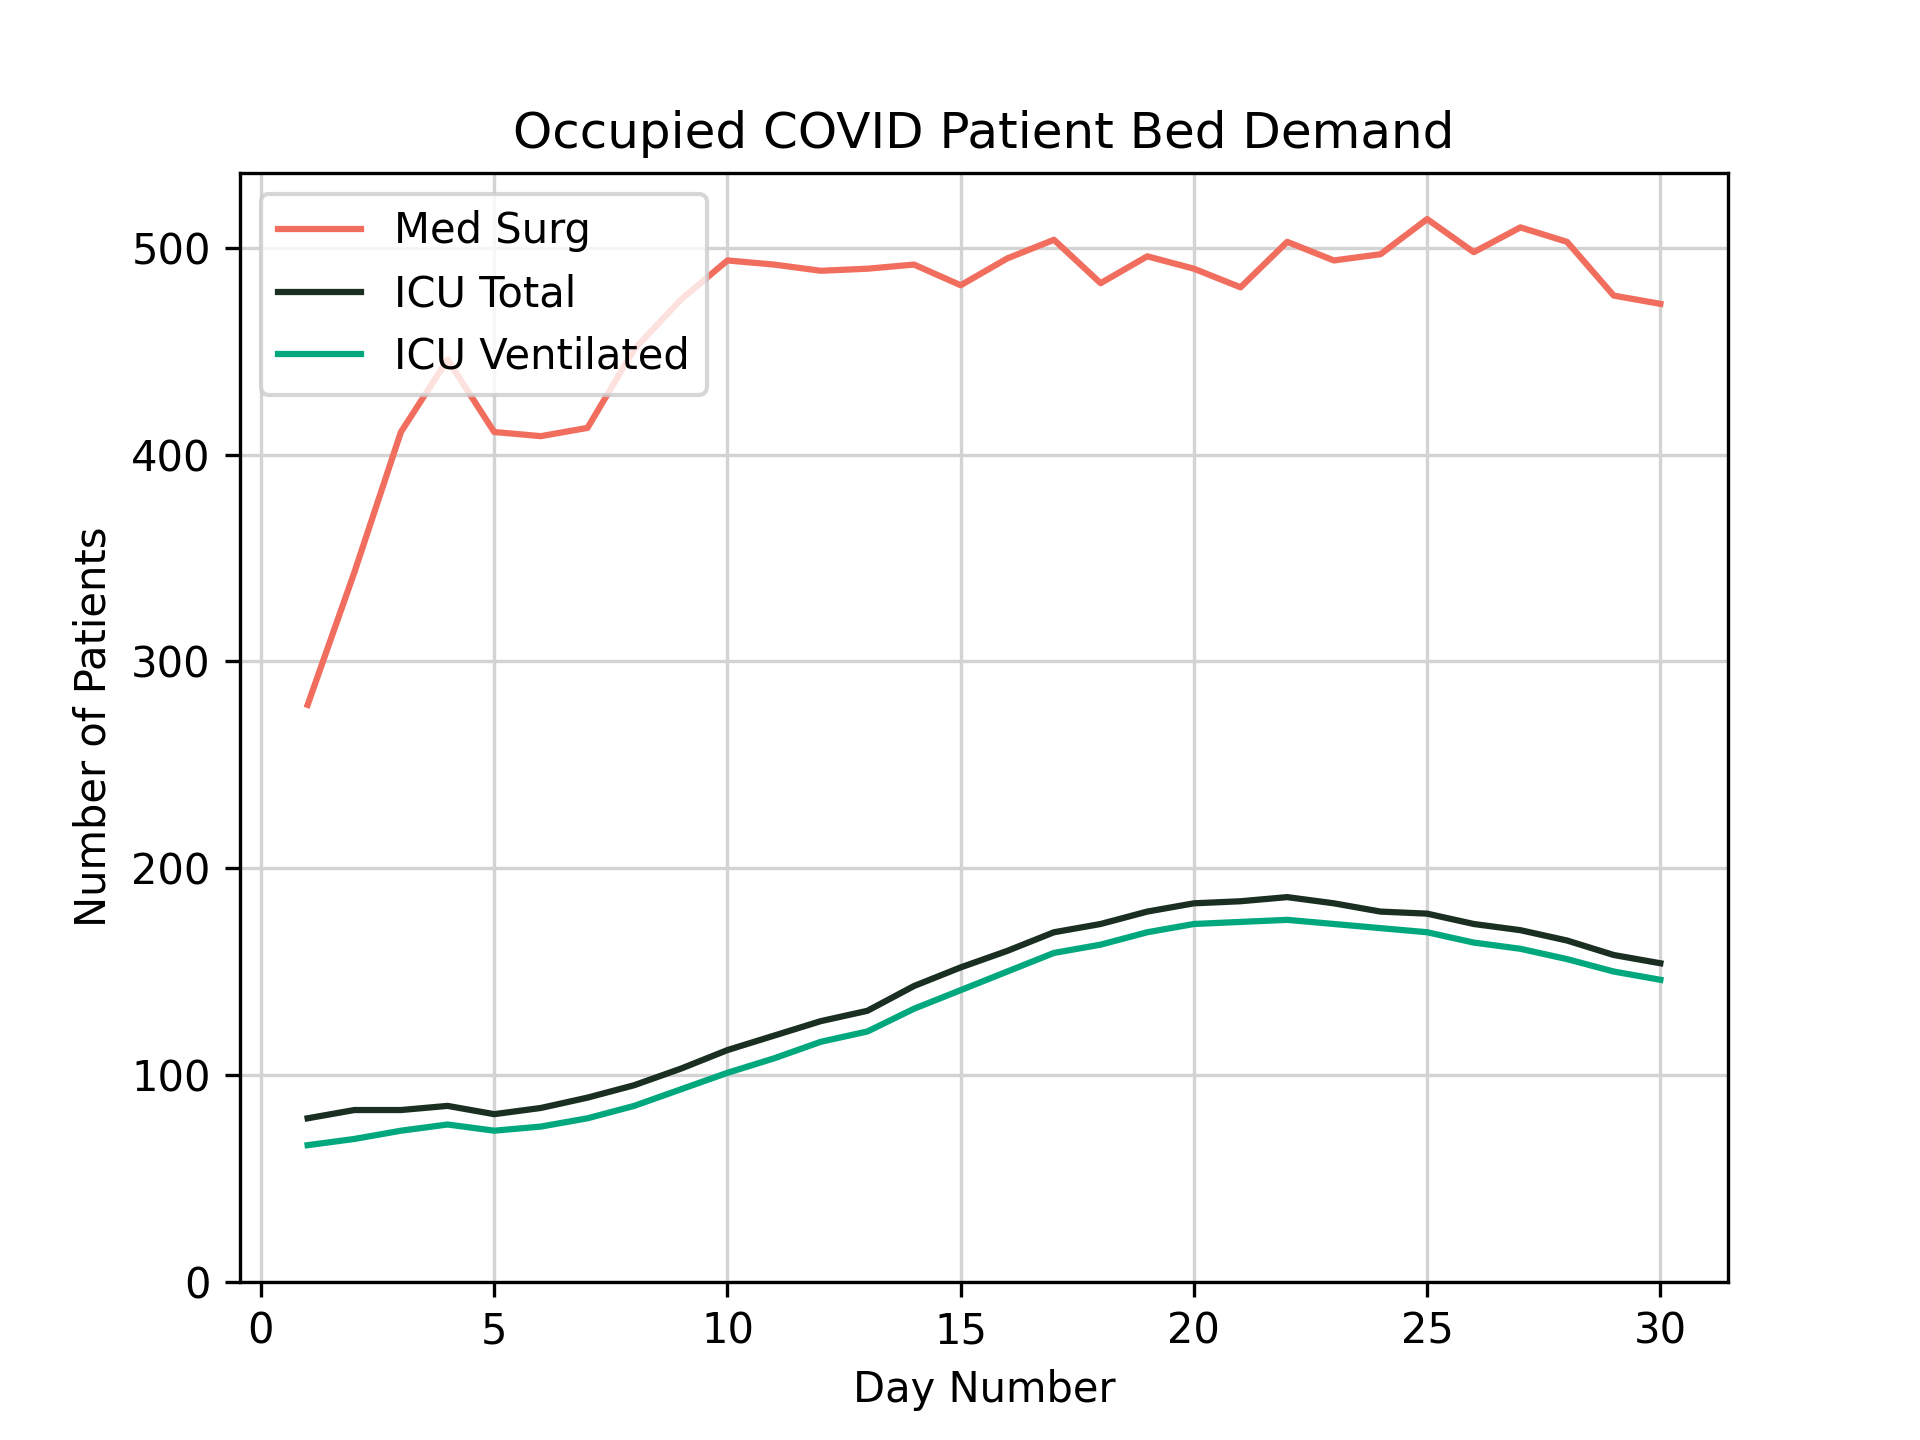 Occupied COVID Patient Bed Demand
Med Surg
ICU Total
ICU Ventilated
500
400
300
200
100
0
Number of Patients
0 5 10 15 20 25 30
Day Number